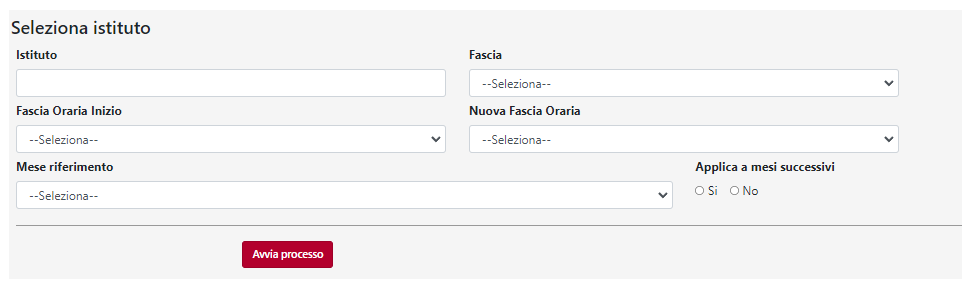 Seleziona istituto
Istituto Fascia
--Seleziona--
Fascia Oraria Inizio Nuova Fascia Oraria
--Seleziona-- --Seleziona--
Mese riferimento Applica a mesi successivi
--Seleziona-- Si No
Avvia processo